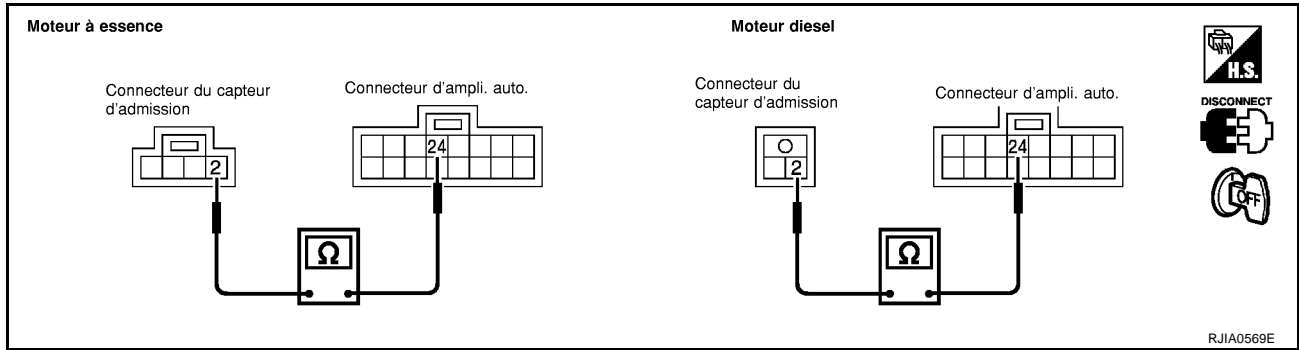 Moteur à essence
Moteur diesel
Connecteur du capteur
d'admission
Connecteur d'ampli. auto.
Connecteur du
capteur d'admission
Connecteur d'ampli. auto.
H.S.
DISCONNECT
OFF
2
24
2
24
Ω
Ω
RJIA0569E